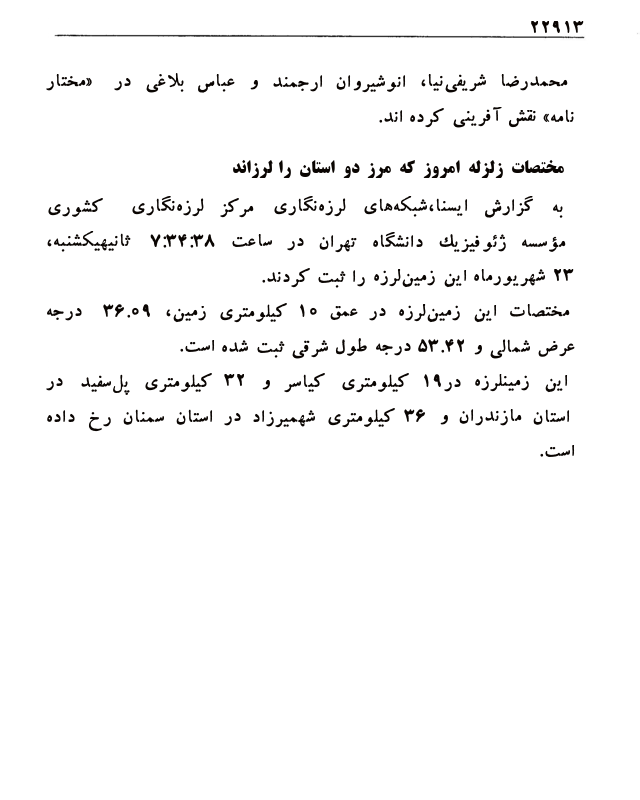 ۲۲۹۱۳
محمدرضا شریفی‌نیا، انوشیروان ارجمند و عباس بلاغی در «مختار
نامه» نقش آفرینی کرده اند.
مختصات زلزله امروز که مرز دو استان را لرزاند
به گزارش ایسنا،شبکه‌های لرزه‌نگاری مرکز لرزه‌نگاری کشوری
مؤسسه ژئوفیزیك دانشگاه تهران در ساعت ۷:۳۴:۳۸ ثانیهیکشنبه،
۲۳ شهریورماه این زمین‌لرزه را ثبت کردند.
مختصات این زمین‌لرزه در عمق ۱۰ کیلومتری زمین، ۳۶.۰۹ درجه
عرض شمالی و ۵۳.۴۲ درجه طول شرقی ثبت شده است.
این زمینلرزه در۱۹ کیلومتری کیاسر و ۳۲ کیلومتری پل‌سفید در
استان مازندران و ۳۶ کیلومتری شهمیرزاد در استان سمنان رخ داده
است.